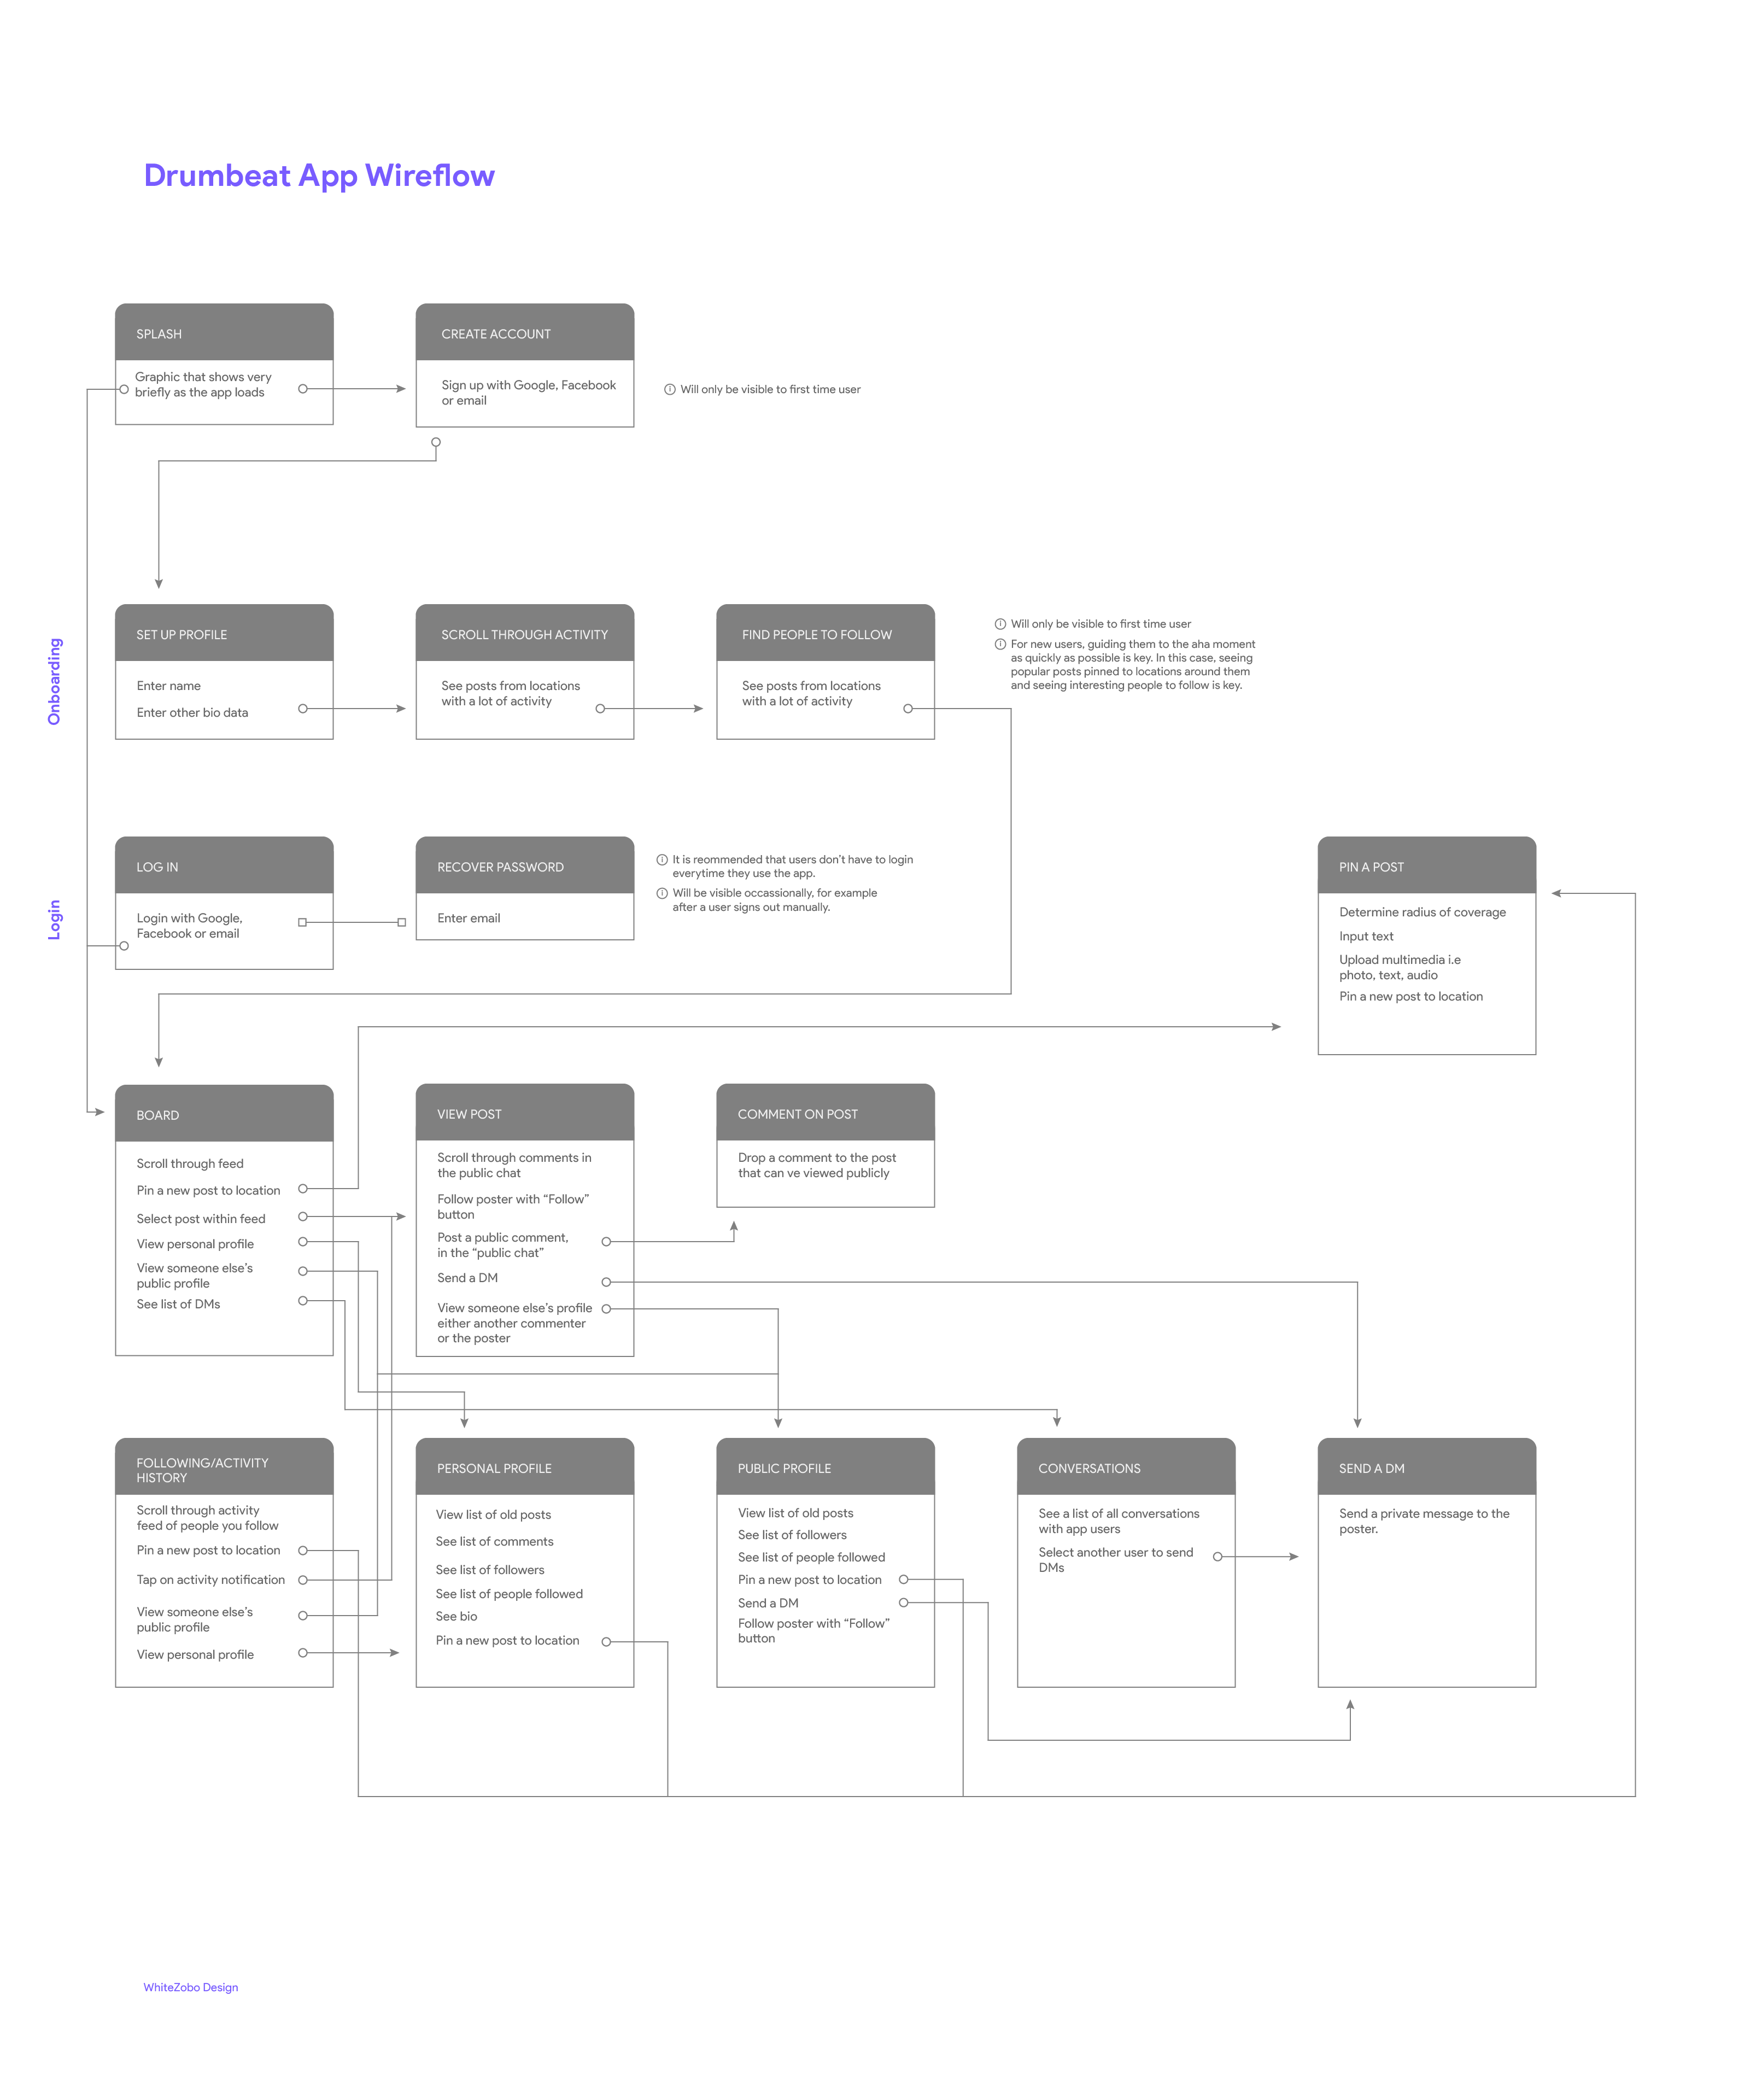 Drumbeat App Wireflow
SPLASH
Graphic that shows very
briefly as the app loads
CREATE ACCOUNT
Sign up with Google, Facebook
or email
Will only be visible to first time user
Onboarding
SET UP PROFILE
Enter name
Enter other bio data
SCROLL THROUGH ACTIVITY
See posts from locations
with a lot of activity
FIND PEOPLE TO FOLLOW
See posts from locations
with a lot of activity
Will only be visible to first time user
For new users, guiding them to the aha moment
as quickly as possible is key. In this case, seeing
popular posts pinned to locations around them
and seeing interesting people to follow is key.
Login
LOG IN
Login with Google,
Facebook or email
RECOVER PASSWORD
Enter email
It is reommended that users don't have to login
everytime they use the app.
Will be visible occassionally, for example
after a user signs out manually.
PIN A POST
Determine radius of coverage
Input text
Upload multimedia i.e
photo, text, audio
Pin a new post to location
BOARD
Scroll through feed
Pin a new post to location
Select post within feed
View personal profile
View someone else's
public profile
See list of DMs
VIEW POST
Scroll through comments in
the public chat
Follow poster with “Follow”
button
Post a public comment,
in the “public chat”
Send a DM
View someone else's profile
either another commenter
or the poster
COMMENT ON POST
Drop a comment to the post
that can ve viewed publicly
FOLLOWING/ACTIVITY
HISTORY
Scroll through activity
feed of people you follow
Pin a new post to location
Tap on activity notification
View someone else's
public profile
View personal profile
PERSONAL PROFILE
View list of old posts
See list of comments
See list of followers
See list of people followed
See bio
Pin a new post to location
PUBLIC PROFILE
View list of old posts
See list of followers
See list of people followed
Pin a new post to location
Send a DM
Follow poster with “Follow”
button
CONVERSATIONS
See a list of all conversations
with app users
Select another user to send
DMs
SEND A DM
Send a private message to the
poster.
WhiteZobo Design